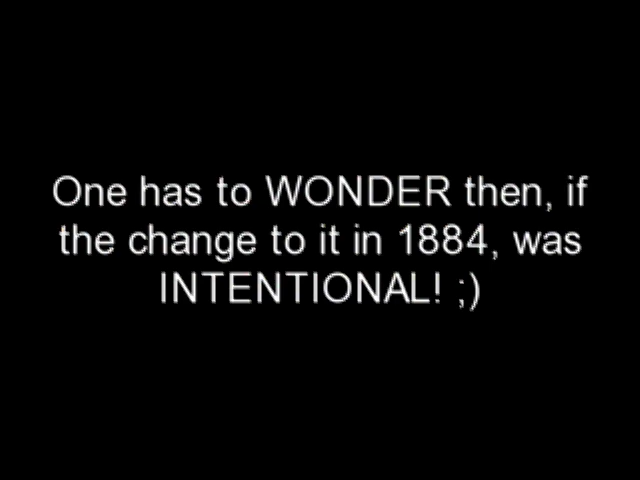 One has to WONDER then, if
the change to it in 1884, was
INTENTIONAL! ;)